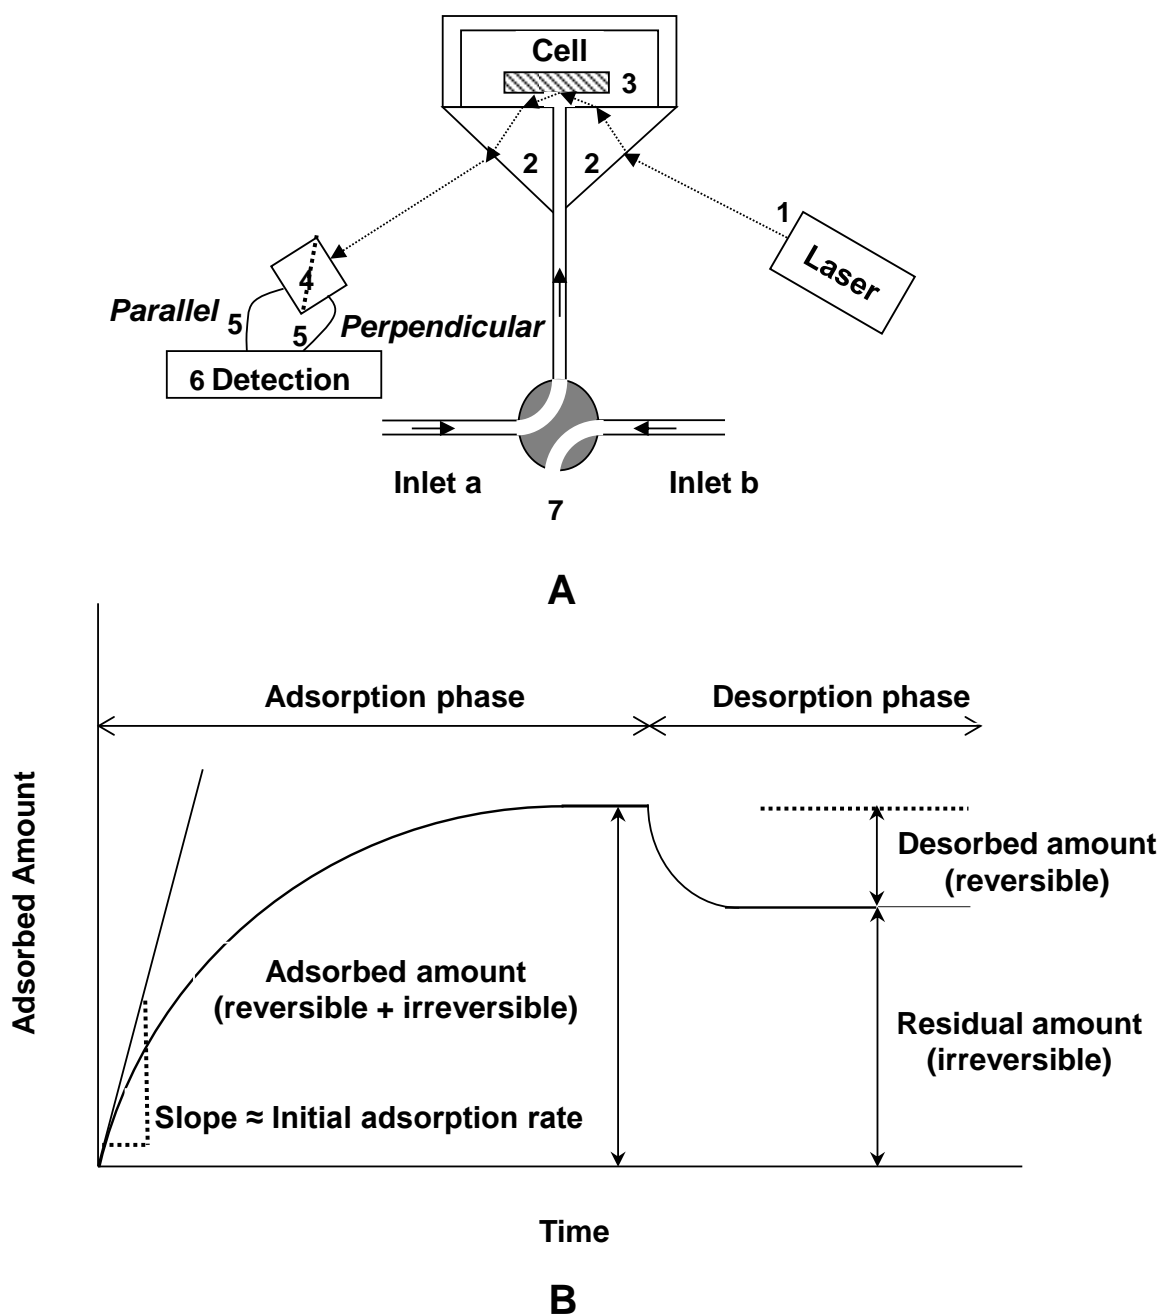 Cell
3
2
2
1
Laser
4
Parallel
5
5
Perpendicular
6 Detection
Inlet a
Inlet b
7
A
Adsorption phase
Desorption phase
Adsorbed Amount
Desorbed amount
(reversible)
Adsorbed amount
(reversible + irreversible)
Residual amount
(irreversible)
Slope ≈ Initial adsorption rate
Time
B